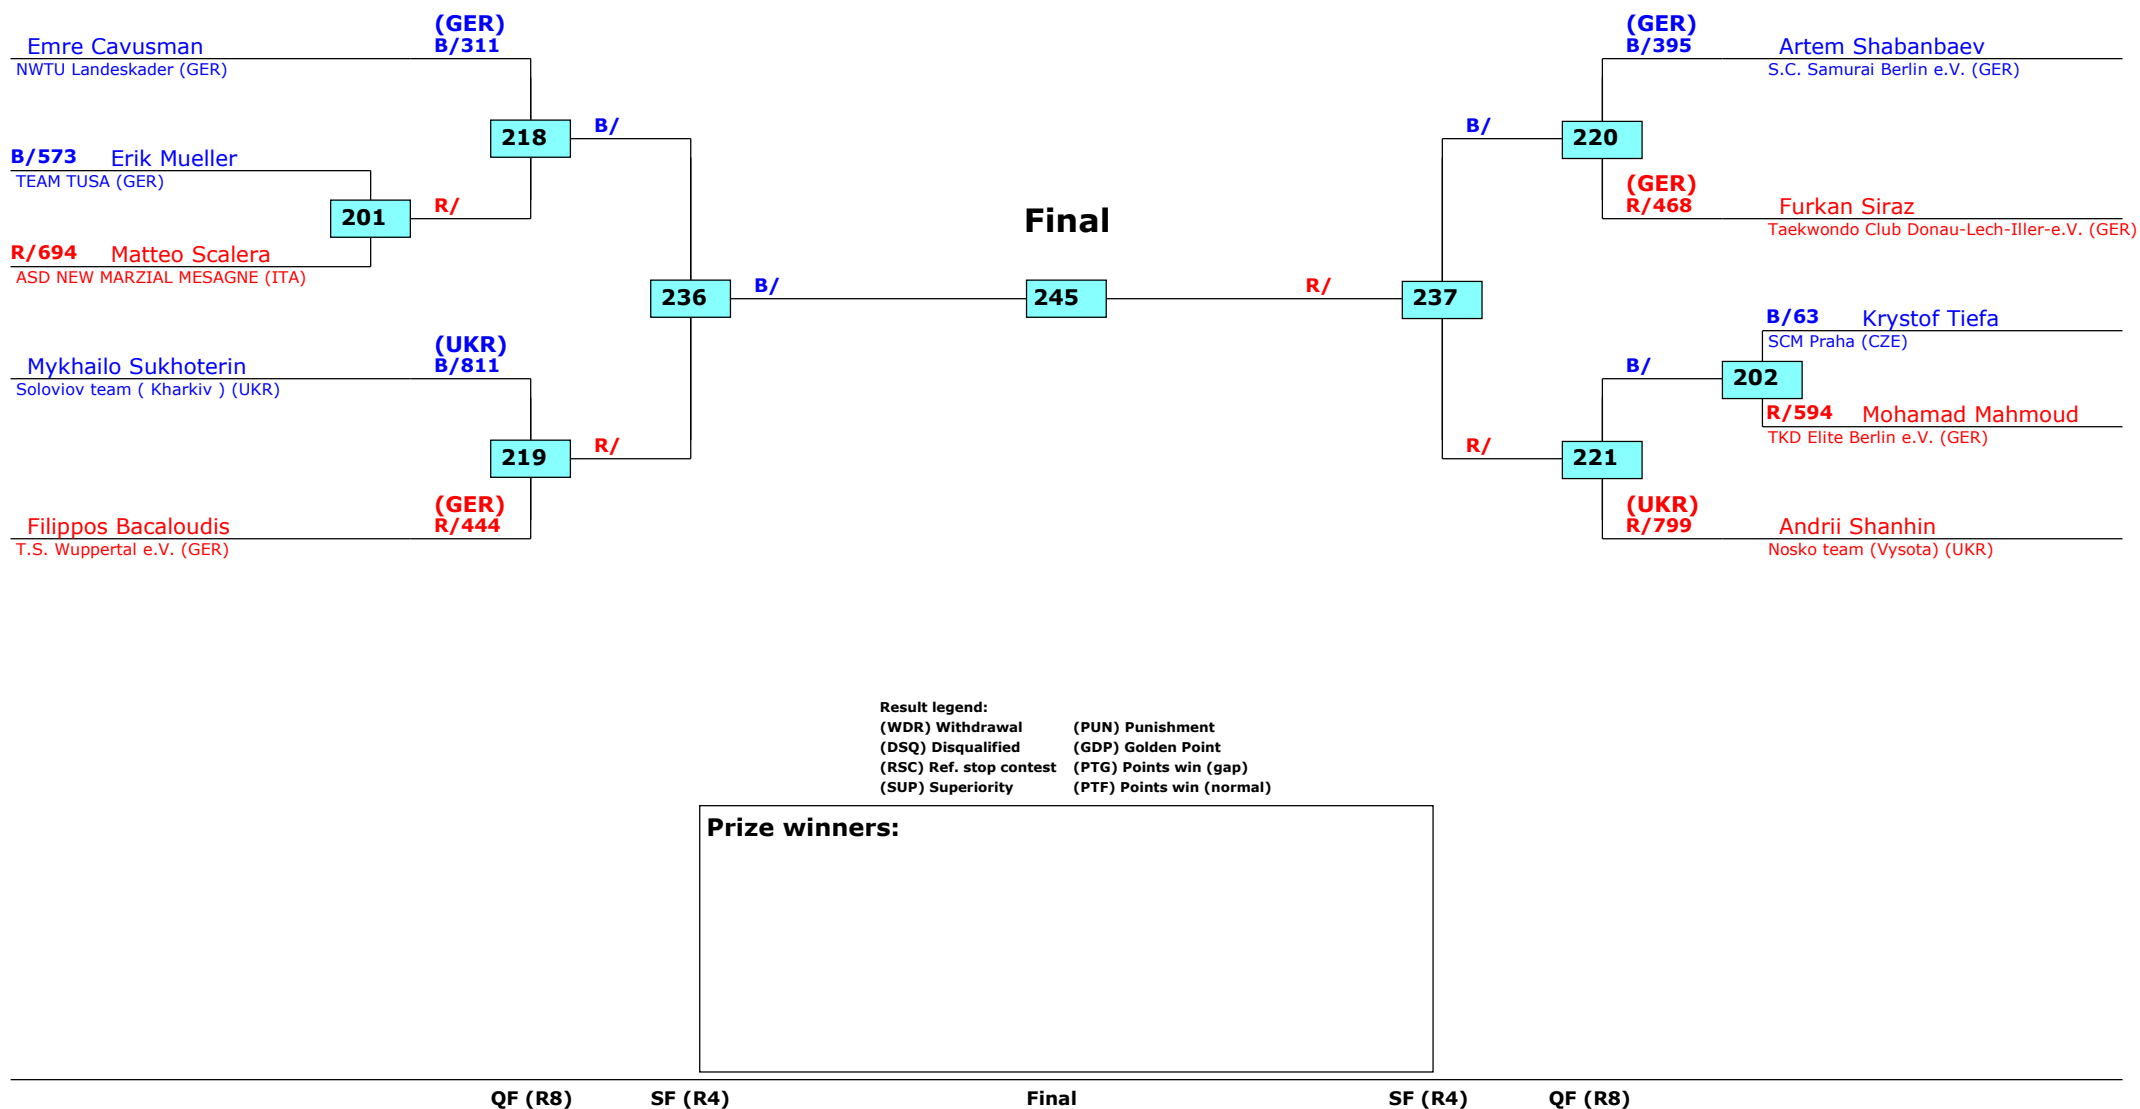 (GER)
B/311
Emre Cavusman
NWTU Landeskader (GER)
218
B/
B/573 Erik Mueller
TEAM TUSA (GER)
201
R/
R/694 Matteo Scalera
ASD NEW MARZIAL MESAGNE (ITA)
236
B/
(UKR)
B/811
Mykhailo Sukhoterin
Soloviov team ( Kharkiv ) (UKR)
219
R/
(GER)
R/444
Filippos Bacaloudis
T.S. Wuppertal e.V. (GER)
Final
245
(GER)
B/395 Artem Shabanbaev
S.C. Samurai Berlin e.V. (GER)
B/
220
(GER)
R/468 Furkan Siraz
Taekwondo Club Donau-Lech-Iller-e.V. (GER)
R/
237
B/63 Krystof Tiefa
SCM Praha (CZE)
B/
202
R/594 Mohamad Mahmoud
TKD Elite Berlin e.V. (GER)
R/
221
(UKR)
R/799 Andrii Shanhin
Nosko team (Vysota) (UKR)
Result legend:
(WDR) Withdrawal (PUN) Punishment
(DSQ) Disqualified (GDP) Golden Point
(RSC) Ref. stop contest (PTG) Points win (gap)
(SUP) Superiority (PTF) Points win (normal)
Prize winners:
QF (R8) SF (R4) Final SF (R4) QF (R8)